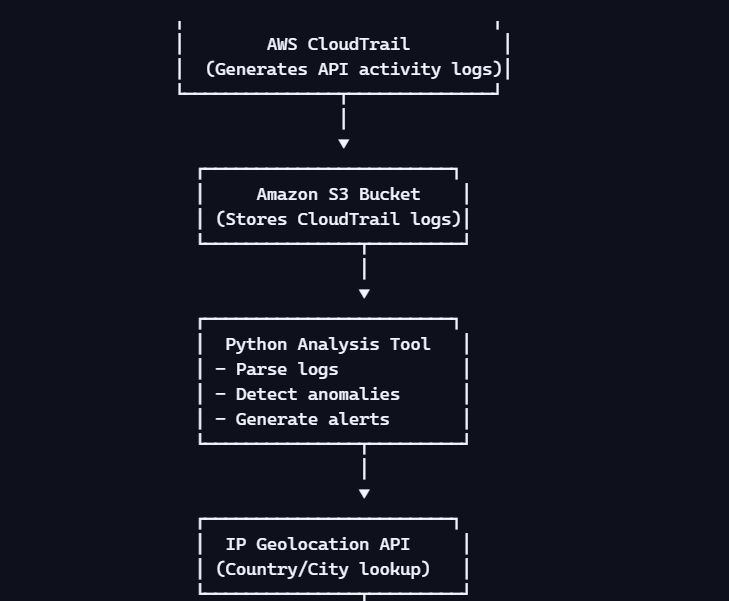 AWS CloudTrail
(Generates API activity logs)
Amazon S3 Bucket
(Stores CloudTrail logs)
Python Analysis Tool
– Parse logs
– Detect anomalies
– Generate alerts
IP Geolocation API
(Country/City lookup)